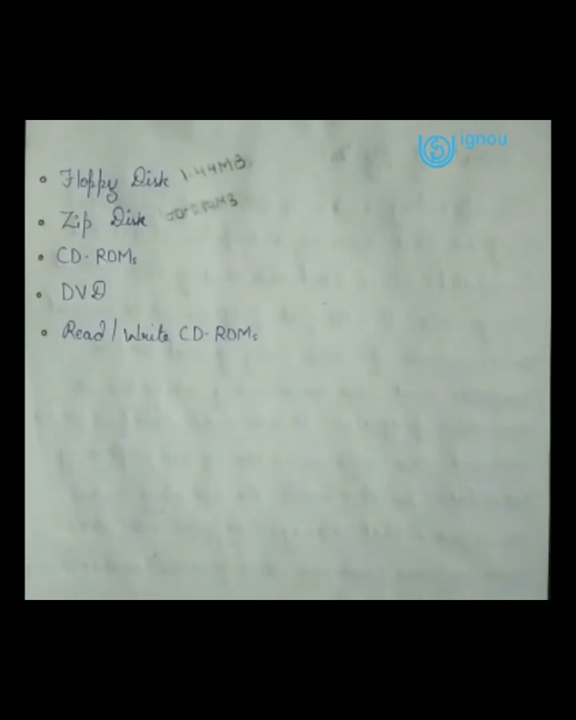 ignou
• Floppy Disk 1.44MB
• Zip Disk
• CD-ROMs
• DVD
• Read/Write CD-ROMs